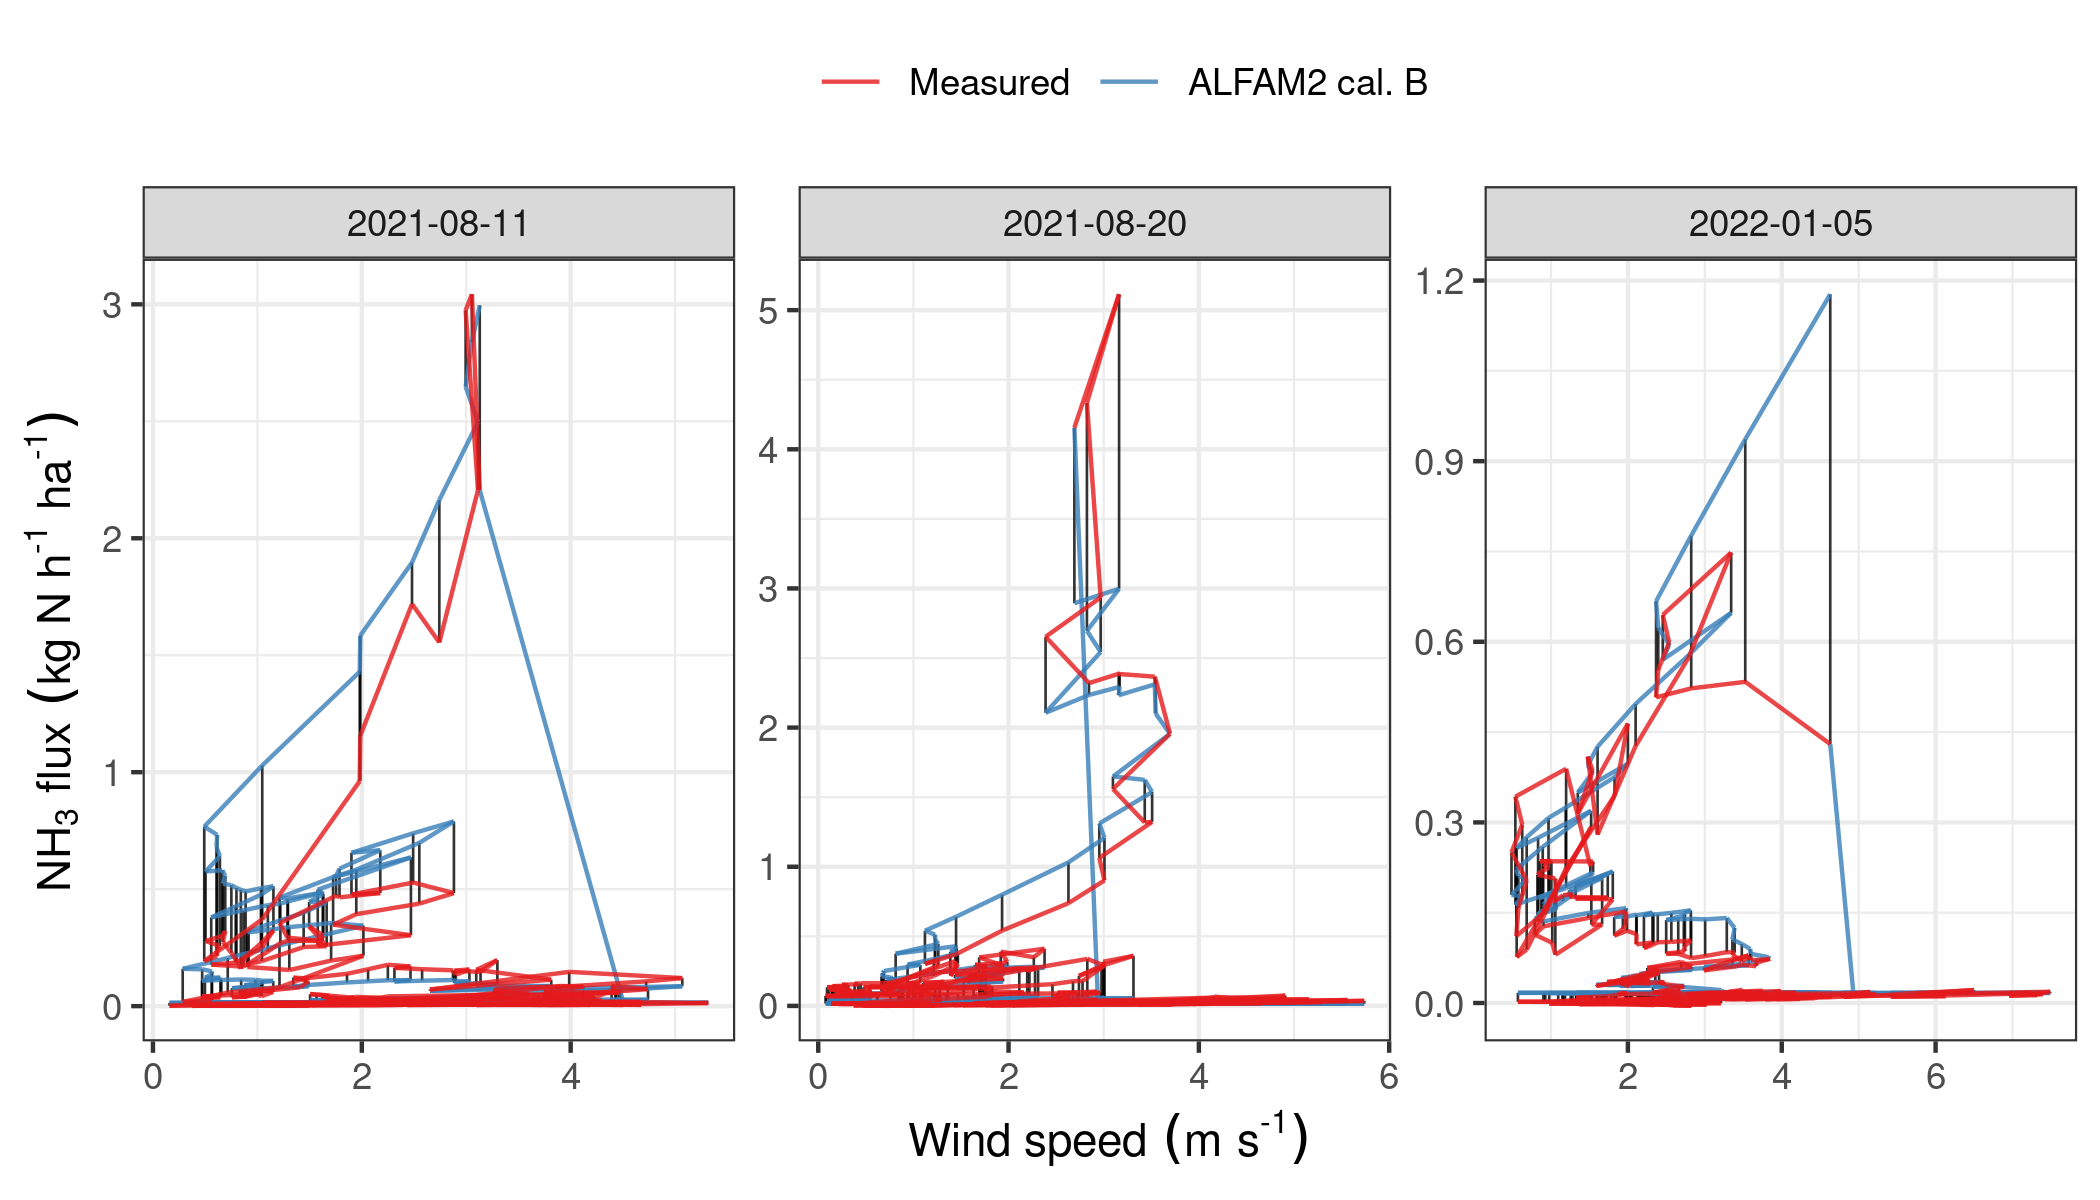 Measured ALFAM2 cal. B
2021-08-11 2021-08-20 2022-01-05
NH₃ flux (kg N h⁻¹ ha⁻¹)
3
2
1
0
5
4
3
2
1
0
1.2
0.9
0.6
0.3
0.0
0 2 4
0 2 4 6
2 4 6
Wind speed (m s⁻¹)